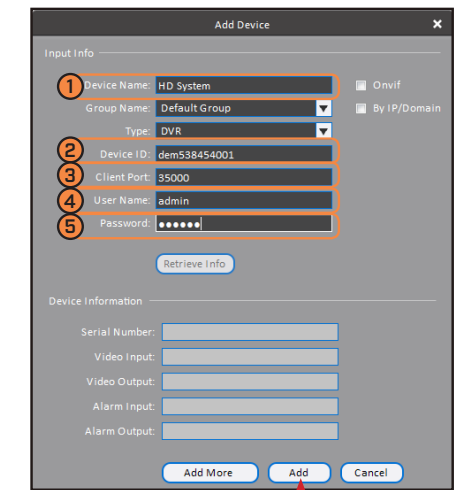 Add Device ×
Input Info
1 Device Name: HD System Onvif
Group Name: Default Group By IP/Domain
Type: DVR
2 Device ID: dem538454001
3 Client Port: 35000
4 User Name: admin
5 Password: ●●●●●●
Retrieve Info
Device Information
Serial Number:
Video Input:
Video Output:
Alarm Input:
Alarm Output:
Add More Add Cancel